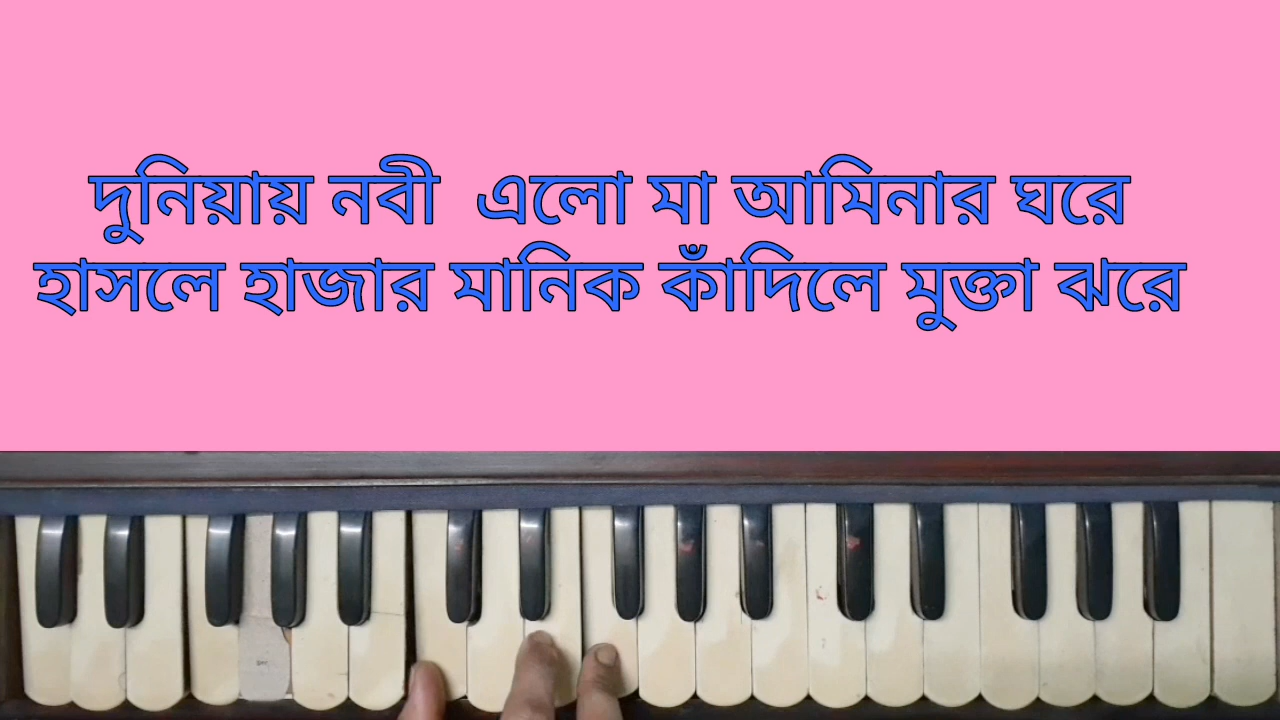 দুনিয়ায় নবী এলো মা আমিনার ঘরে
হাসলে হাজার মানিক কাঁদিলে মুক্তা ঝরে